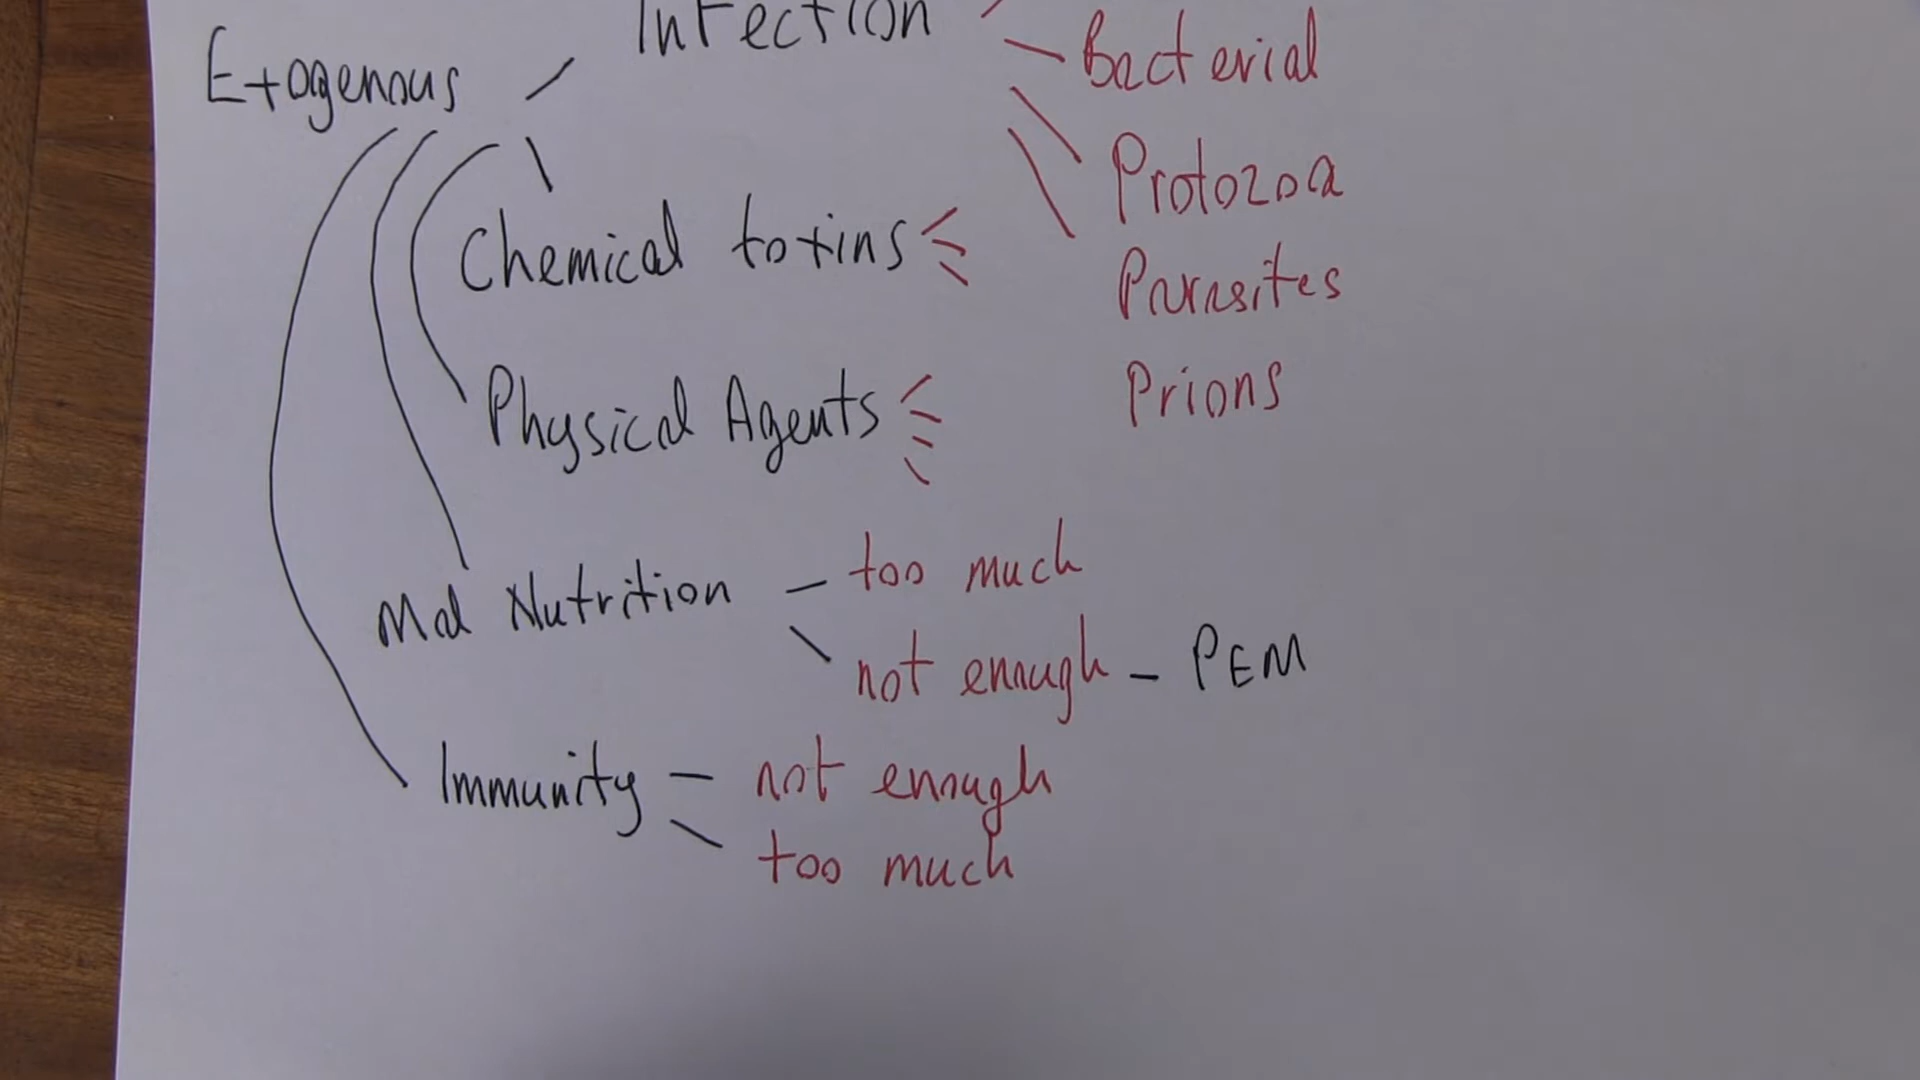 Infection
Bacterial
Exogenous
Protozoa
Chemical toxins
Parasites
Prions
Physical Agents
too much
Mal Nutrition
not enough - PEM
Immunity - not enough
too much